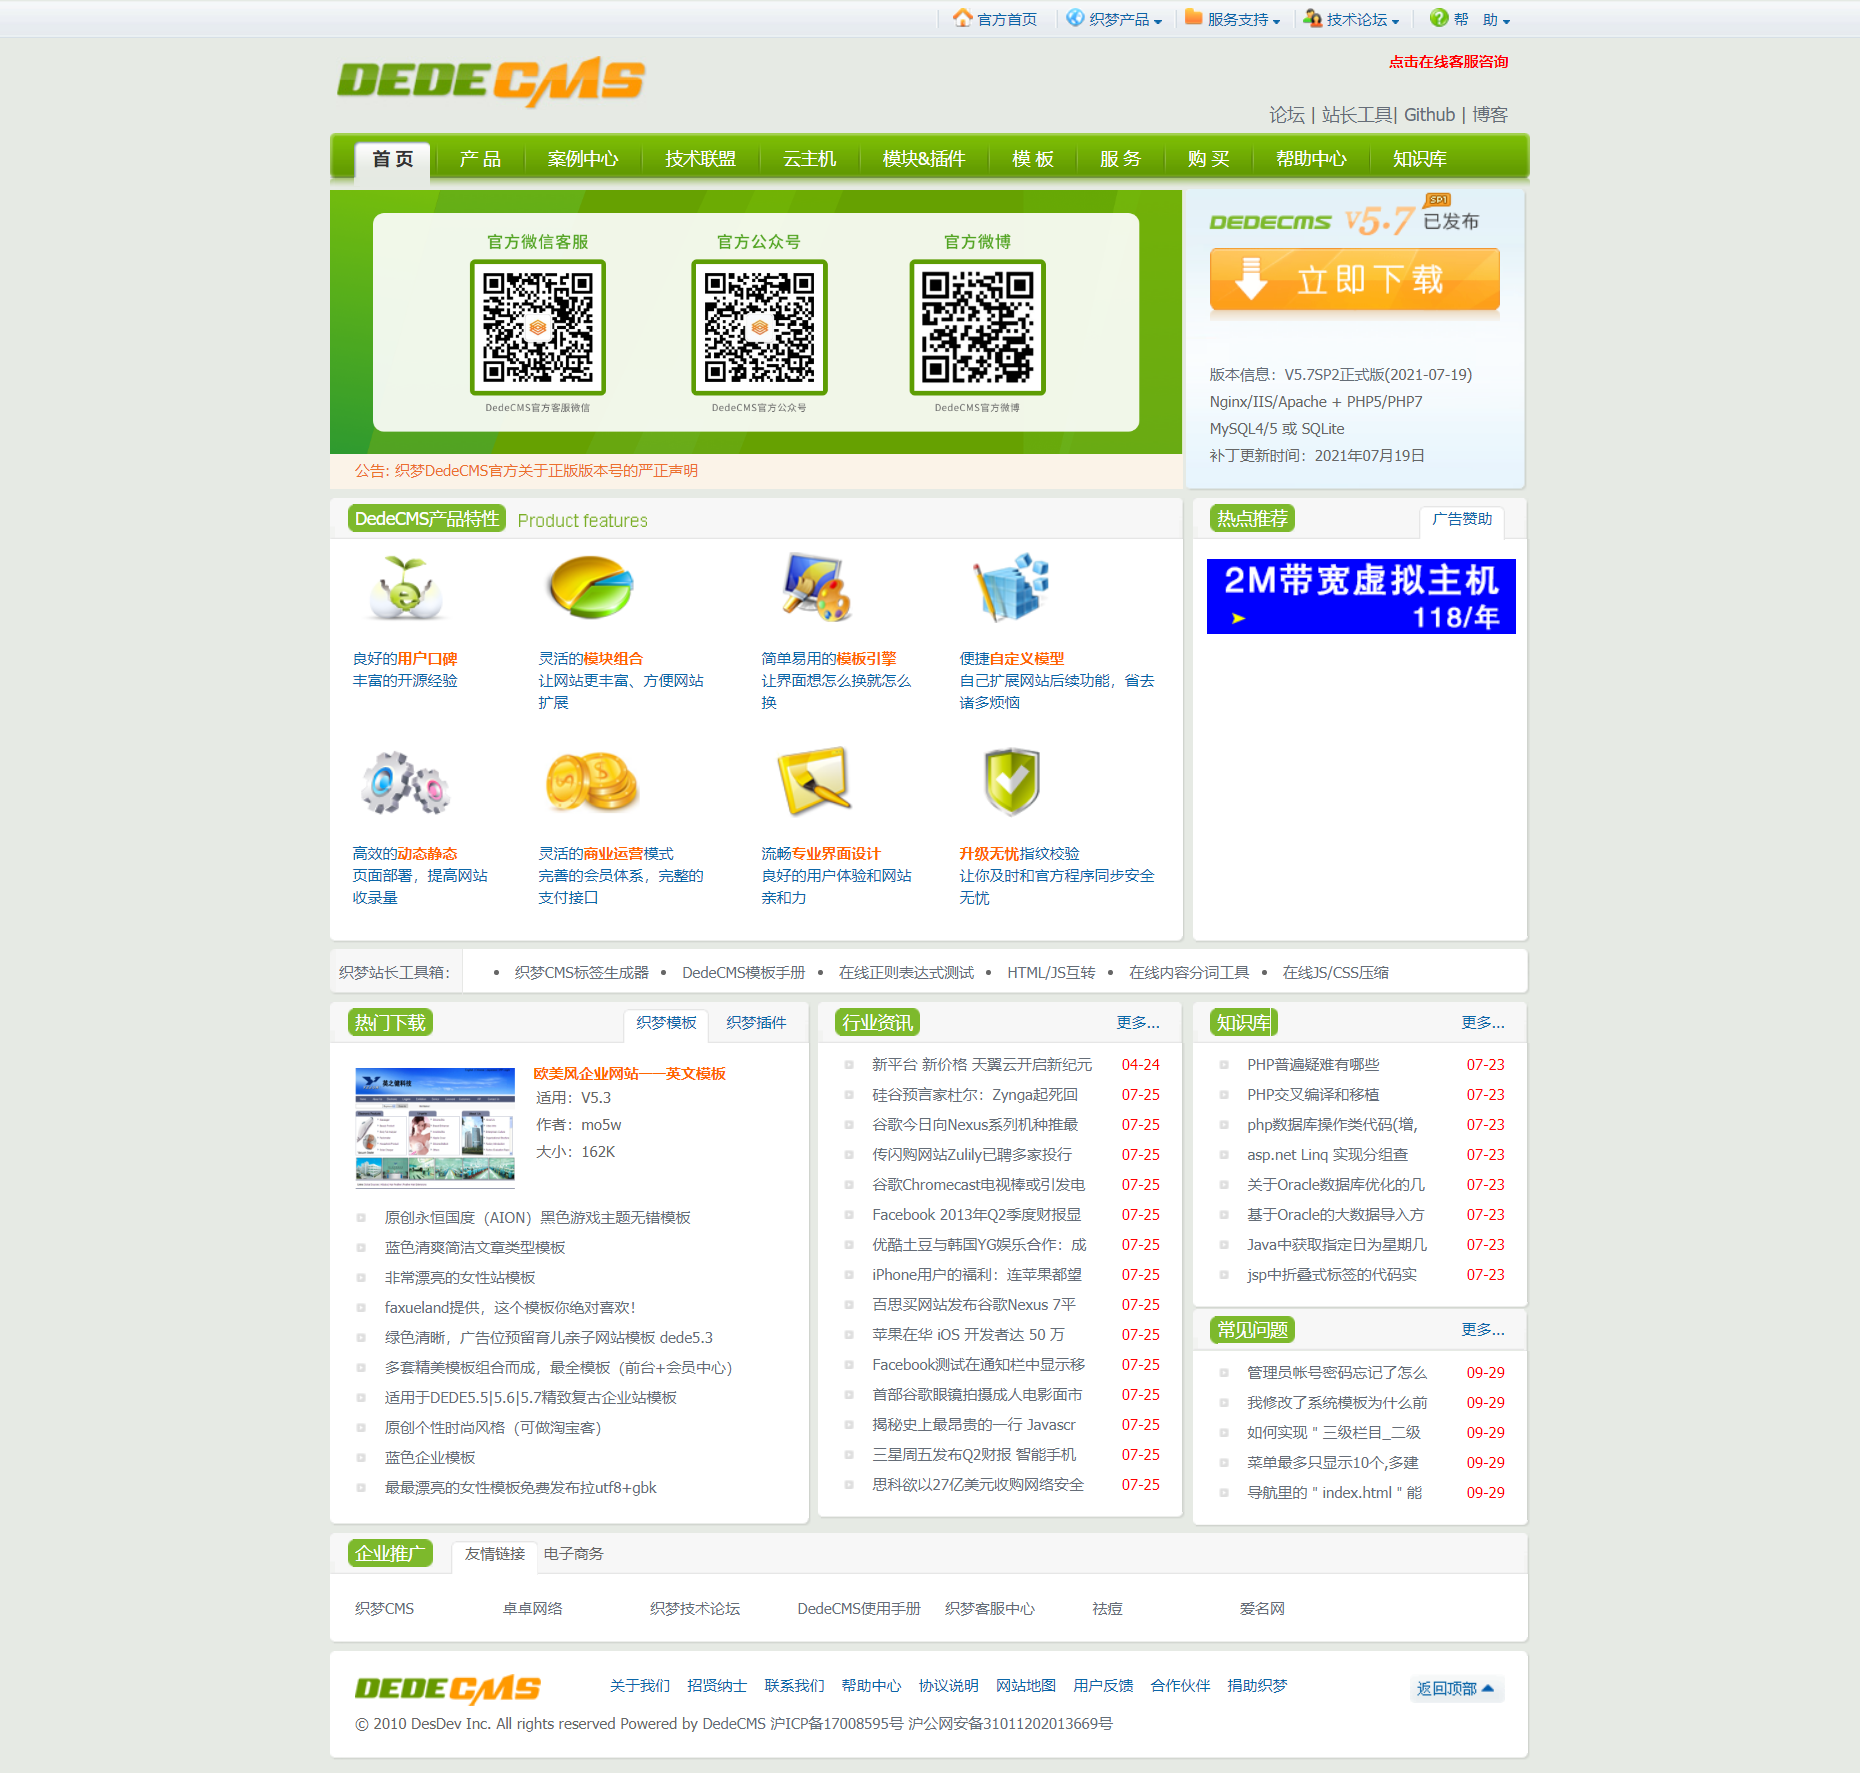 官方首页 织梦产品 服务支持 技术论坛 帮 助
DEDECMS
点击在线客服咨询
论坛 | 站长工具| Github | 博客
首 页 产 品 案例中心 技术联盟 云主机 模块&插件 模 板 服 务 购 买 帮助中心 知识库
官方微信客服 官方公众号 官方微博
DedeCMS官方客服微信 DedeCMS官方公众号 DedeCMS官方微博
公告: 织梦DedeCMS官方关于正版版本号的严正声明
DEDECMS v5.7 SP1 已发布
立即下载
版本信息：V5.7SP2正式版(2021-07-19)
Nginx/IIS/Apache + PHP5/PHP7
MySQL4/5 或 SQLite
补丁更新时间：2021年07月19日
DedeCMS产品特性 Product features
良好的用户口碑
丰富的开源经验
灵活的模块组合
让网站更丰富、方便网站
扩展
简单易用的模板引擎
让界面想怎么换就怎么
换
便捷自定义模型
自己扩展网站后续功能，省去
诸多烦恼
高效的动态静态
页面部署，提高网站
收录量
灵活的商业运营模式
完善的会员体系，完整的
支付接口
流畅专业界面设计
良好的用户体验和网站
亲和力
升级无忧指纹校验
让你及时和官方程序同步安全
无忧
热点推荐 广告赞助
2M带宽虚拟主机
118/年
织梦站长工具箱： 织梦CMS标签生成器 DedeCMS模板手册 在线正则表达式测试 HTML/JS互转 在线内容分词工具 在线JS/CSS压缩
热门下载 织梦模板 织梦插件
英之健科技
欧美风企业网站——英文模板
适用：V5.3
作者：mo5w
大小：162K
原创永恒国度（AION）黑色游戏主题无错模板
蓝色清爽简洁文章类型模板
非常漂亮的女性站模板
faxueland提供，这个模板你绝对喜欢！
绿色清晰，广告位预留育儿亲子网站模板 dede5.3
多套精美模板组合而成，最全模板（前台+会员中心）
适用于DEDE5.5|5.6|5.7精致复古企业站模板
原创个性时尚风格（可做淘宝客）
蓝色企业模板
最最漂亮的女性模板免费发布拉utf8+gbk
行业资讯 更多...
新平台 新价格 天翼云开启新纪元 04-24
硅谷预言家杜尔：Zynga起死回 07-25
谷歌今日向Nexus系列机种推最 07-25
传闪购网站Zulily已聘多家投行 07-25
谷歌Chromecast电视棒或引发电 07-25
Facebook 2013年Q2季度财报显 07-25
优酷土豆与韩国YG娱乐合作：成 07-25
iPhone用户的福利：连苹果都望 07-25
百思买网站发布谷歌Nexus 7平 07-25
苹果在华 iOS 开发者达 50 万 07-25
Facebook测试在通知栏中显示移 07-25
首部谷歌眼镜拍摄成人电影面市 07-25
揭秘史上最昂贵的一行 Javascr 07-25
三星周五发布Q2财报 智能手机 07-25
思科欲以27亿美元收购网络安全 07-25
知识库 更多...
PHP普遍疑难有哪些 07-23
PHP交叉编译和移植 07-23
php数据库操作类代码(增, 07-23
asp.net Linq 实现分组查 07-23
关于Oracle数据库优化的几 07-23
基于Oracle的大数据导入方 07-23
Java中获取指定日为星期几 07-23
jsp中折叠式标签的代码实 07-23
常见问题 更多...
管理员帐号密码忘记了怎么 09-29
我修改了系统模板为什么前 09-29
如何实现 " 三级栏目_二级 09-29
菜单最多只显示10个,多建 09-29
导航里的 " index.html " 能 09-29
企业推广 友情链接 电子商务
织梦CMS 卓卓网络 织梦技术论坛 DedeCMS使用手册 织梦客服中心 祛痘 爱名网
DEDECMS
关于我们 招贤纳士 联系我们 帮助中心 协议说明 网站地图 用户反馈 合作伙伴 捐助织梦
返回顶部
© 2010 DesDev Inc. All rights reserved Powered by DedeCMS 沪ICP备17008595号 沪公网安备31011202013669号